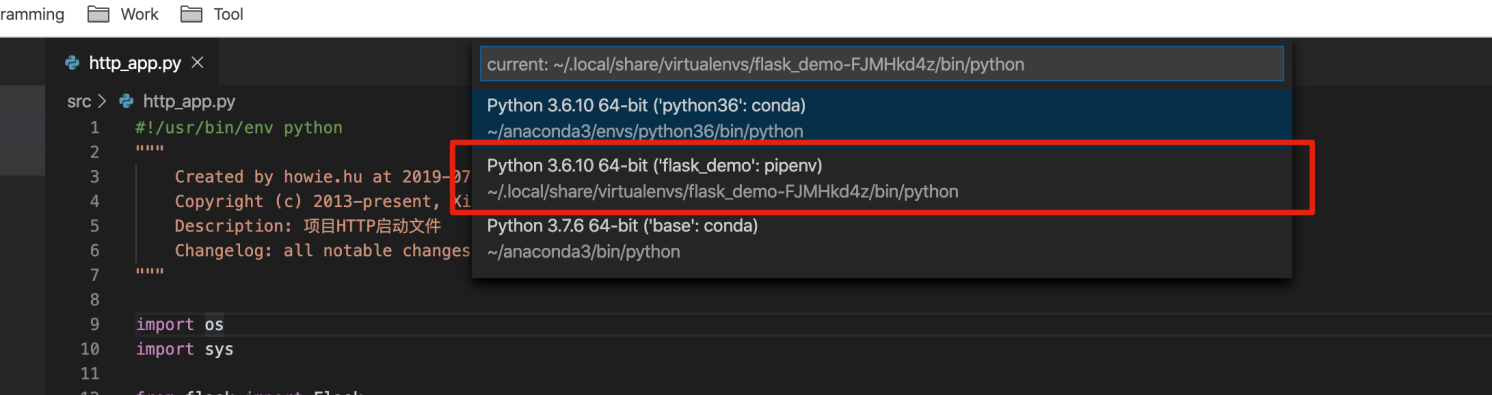 ramming Work Tool
http_app.py
src > http_app.py
current: ~/.local/share/virtualenvs/flask_demo-FJMHkd4z/bin/python
Python 3.6.10 64-bit ('python36': conda)
~/anaconda3/envs/python36/bin/python
Python 3.6.10 64-bit ('flask_demo': pipenv)
~/.local/share/virtualenvs/flask_demo-FJMHkd4z/bin/python
Python 3.7.6 64-bit ('base': conda)
~/anaconda3/bin/python
1 #!/usr/bin/env python
2 """
3 Created by howie.hu at 2019-07
4 Copyright (c) 2013-present, Xi
5 Description: 项目HTTP启动文件
6 Changelog: all notable changes
7 """
8
9 import os
10 import sys
11
12 from flask import Flask